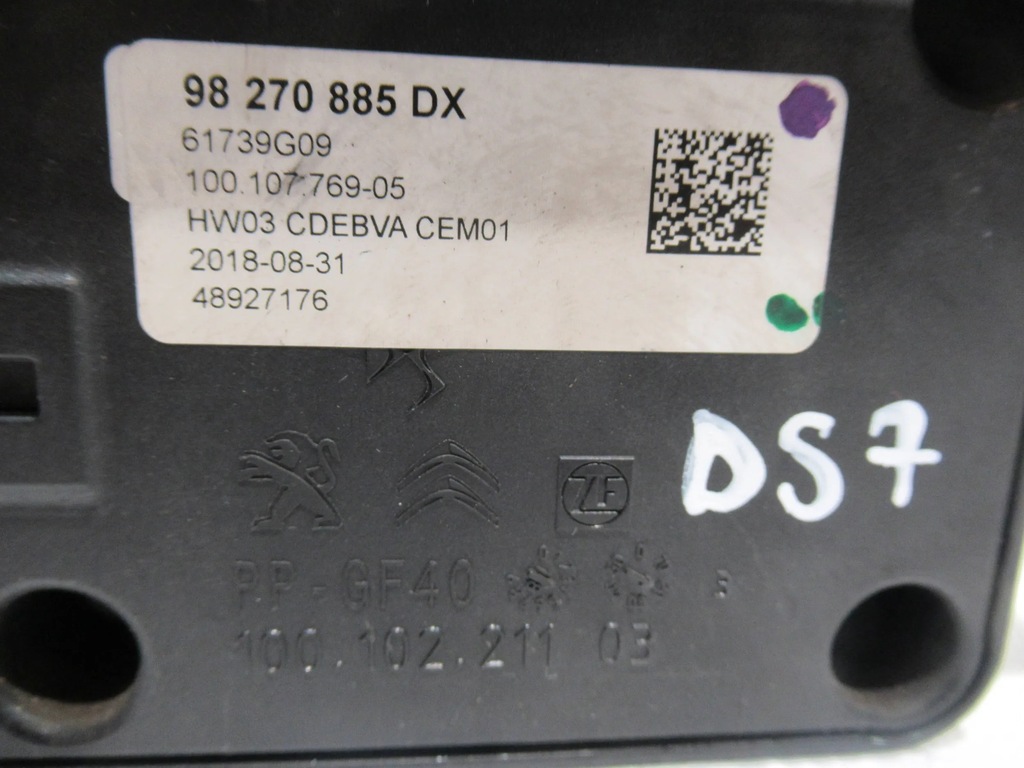 98 270 885 DX
61739G09
100.107.769-05
HW03 CDEBVA CEM01
2018-08-31
48927176
DS7
ZF
PP-GF40
3
100.102.211 03